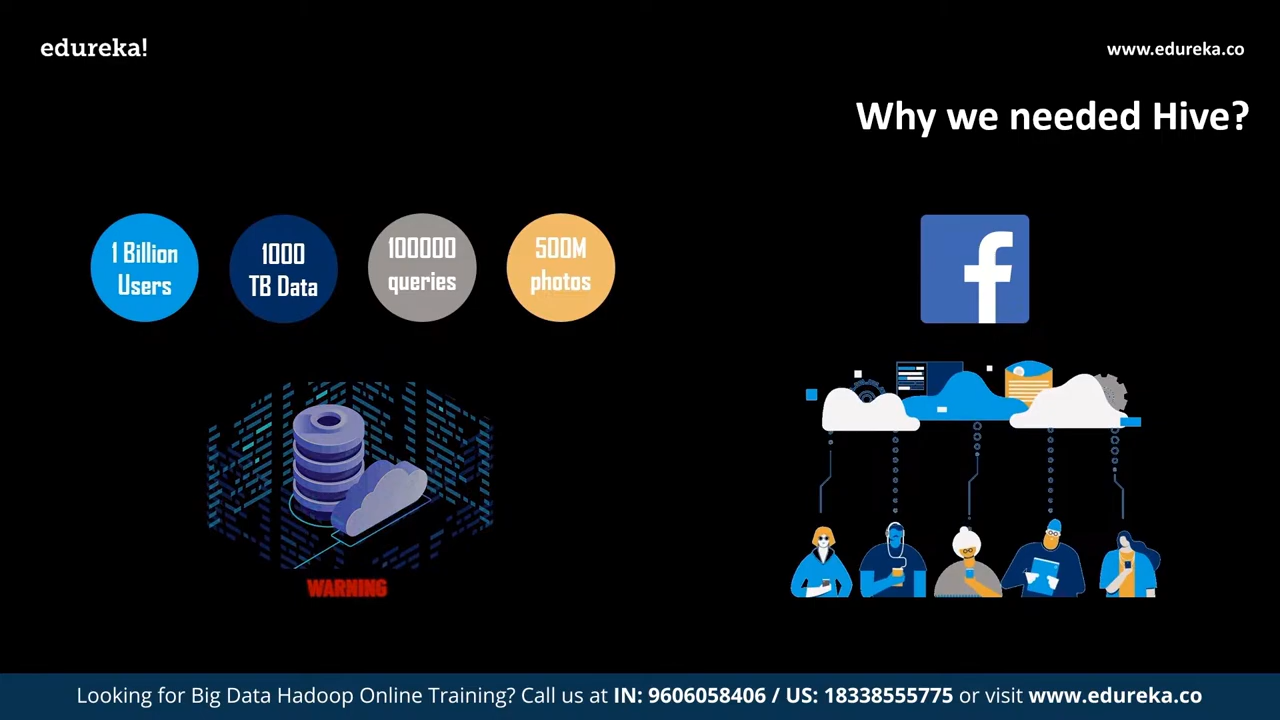 edureka!
www.edureka.co
Why we needed Hive?
1 Billion
Users
1000
TB Data
100000
queries
500M
photos
f
WARNING
Looking for Big Data Hadoop Online Training? Call us at IN: 9606058406 / US: 18338555775 or visit www.edureka.co